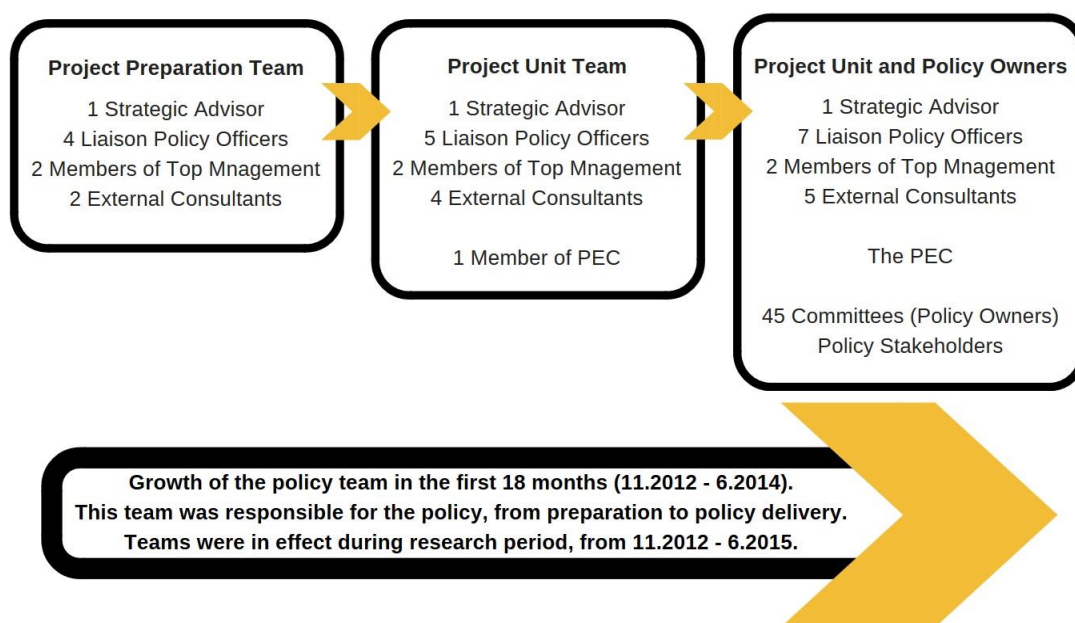 Project Preparation Team
1 Strategic Advisor
4 Liaison Policy Officers
2 Members of Top Mnagement
2 External Consultants
Project Unit Team
1 Strategic Advisor
5 Liaison Policy Officers
2 Members of Top Mnagement
4 External Consultants
1 Member of PEC
Project Unit and Policy Owners
1 Strategic Advisor
7 Liaison Policy Officers
2 Members of Top Mnagement
5 External Consultants
The PEC
45 Committees (Policy Owners)
Policy Stakeholders
Growth of the policy team in the first 18 months (11.2012 - 6.2014).
This team was responsible for the policy, from preparation to policy delivery.
Teams were in effect during research period, from 11.2012 - 6.2015.